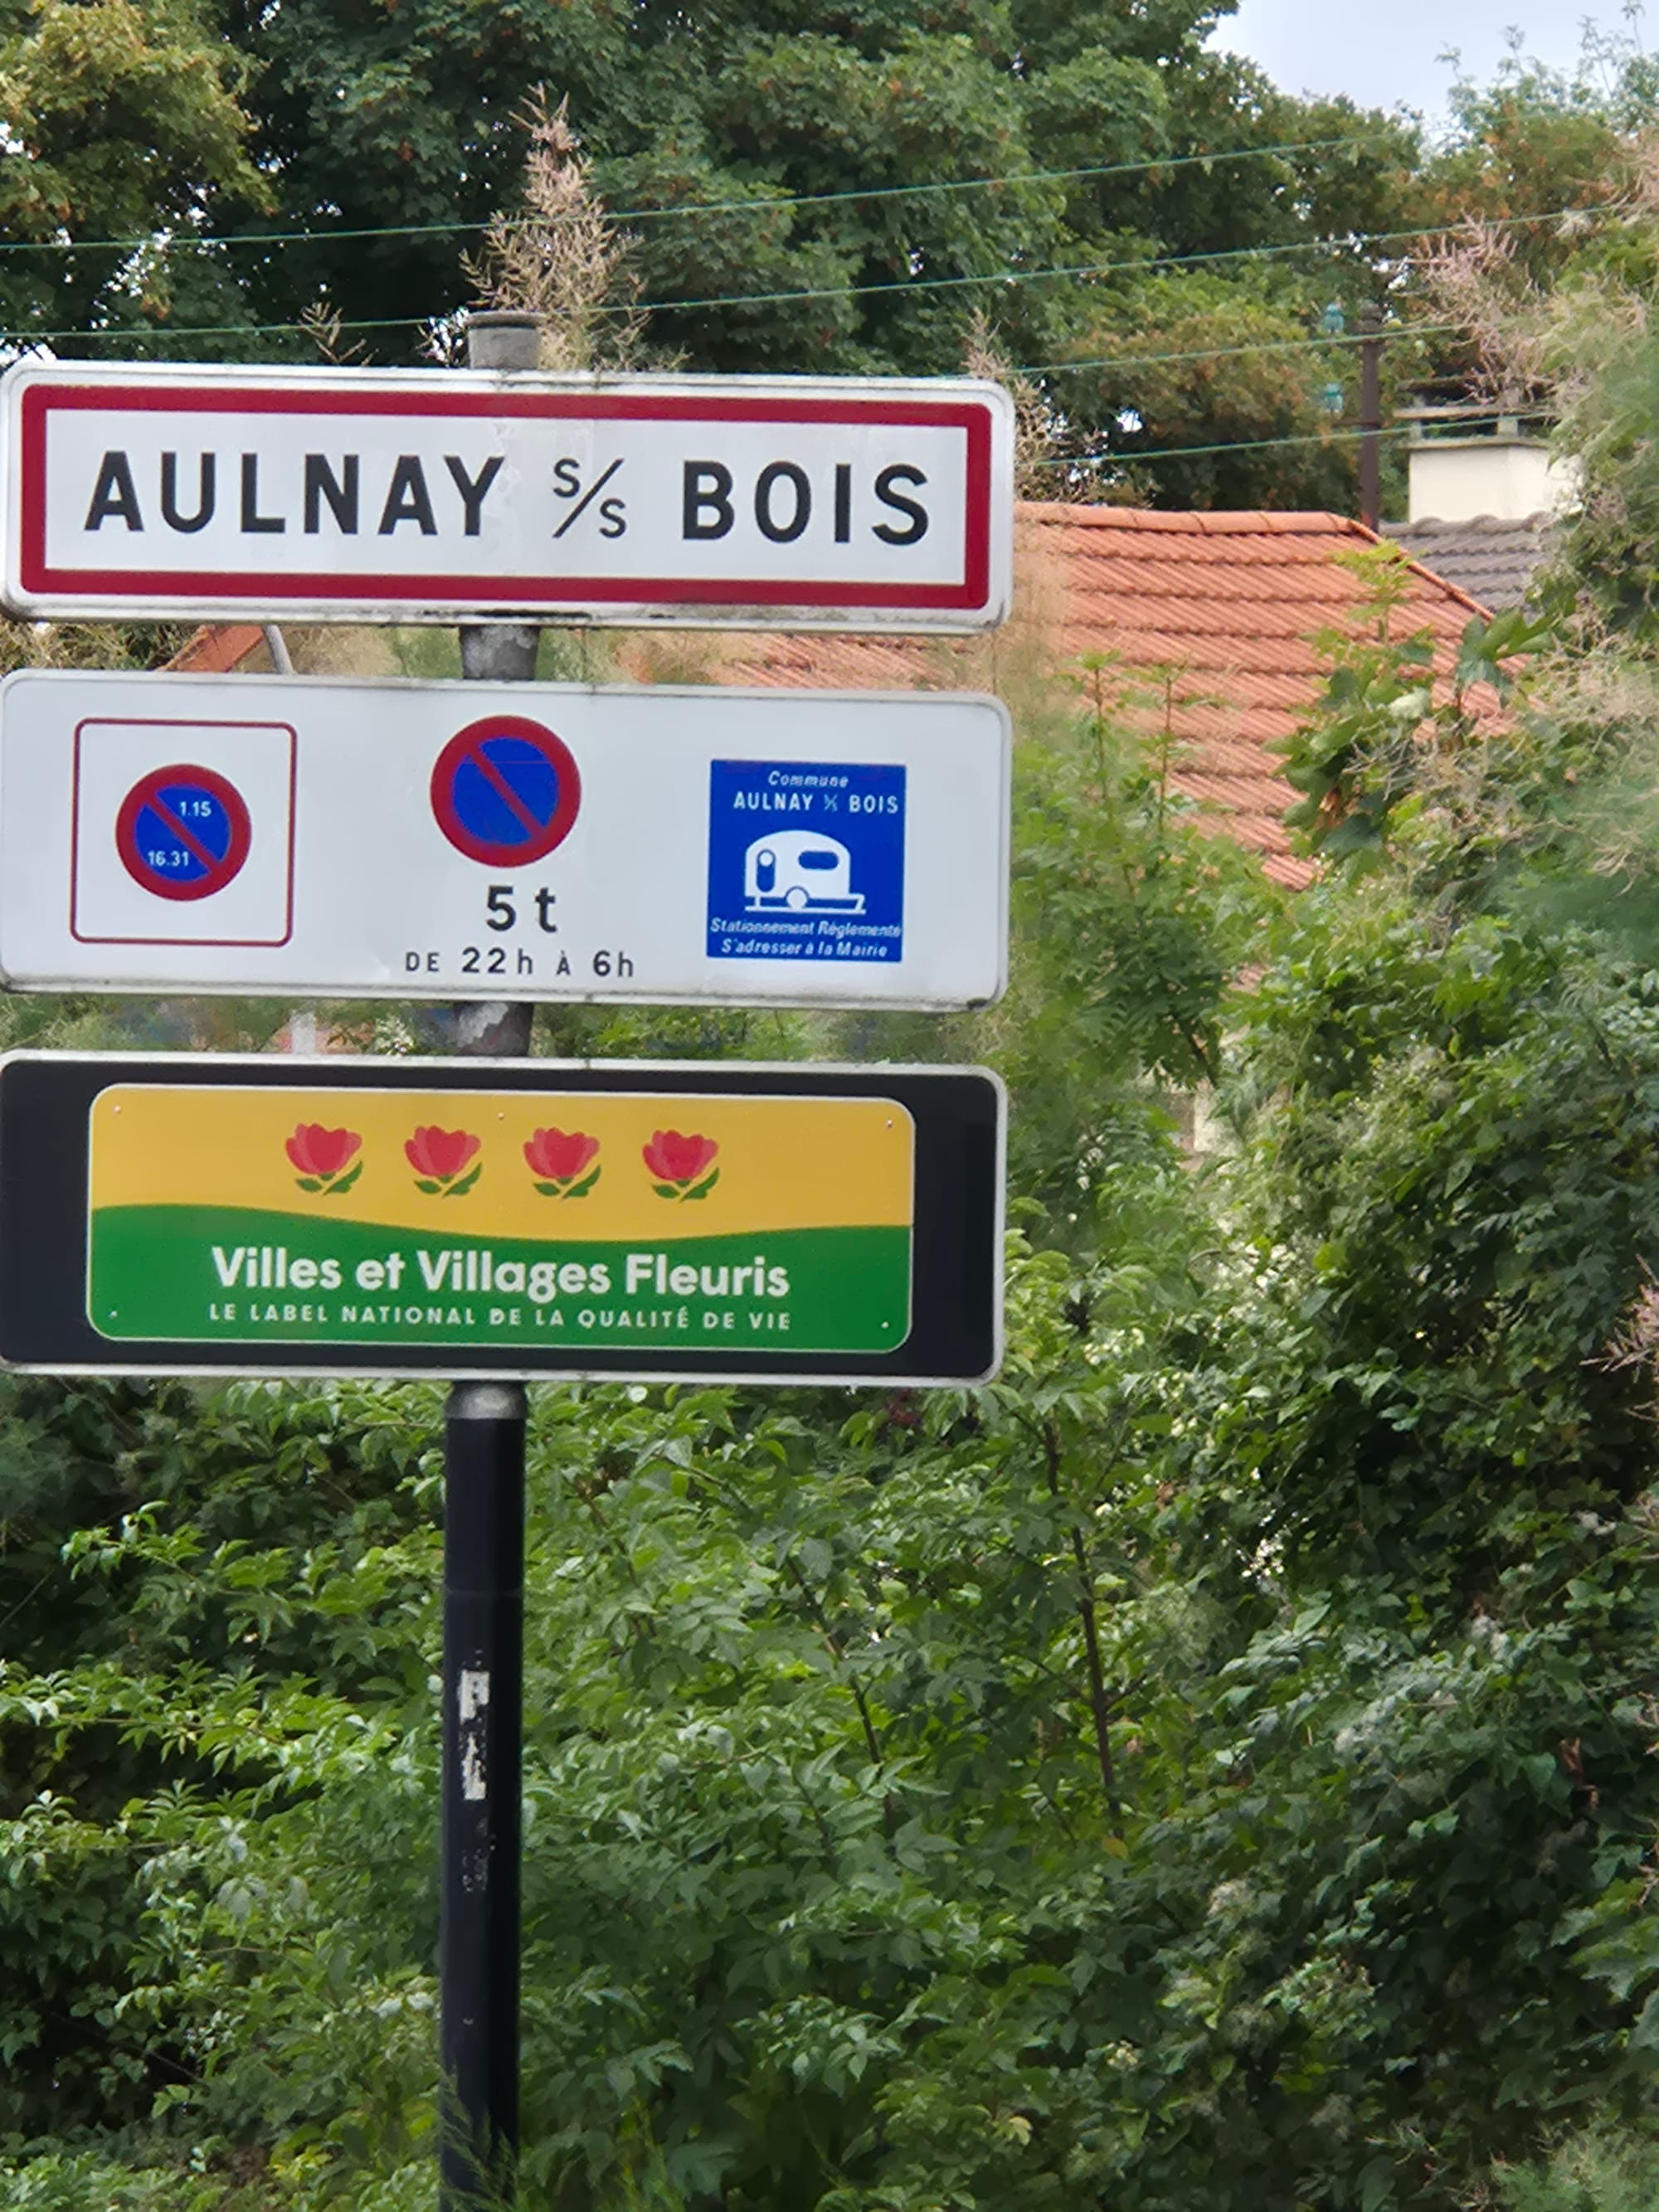 AULNAY S/S BOIS
1.15
16.31
5t
DE 22h À 6h
Commune
AULNAY S/S BOIS
Stationnement Réglementé
S'adresser à la Mairie
Villes et Villages Fleuris
LE LABEL NATIONAL DE LA QUALITÉ DE VIE